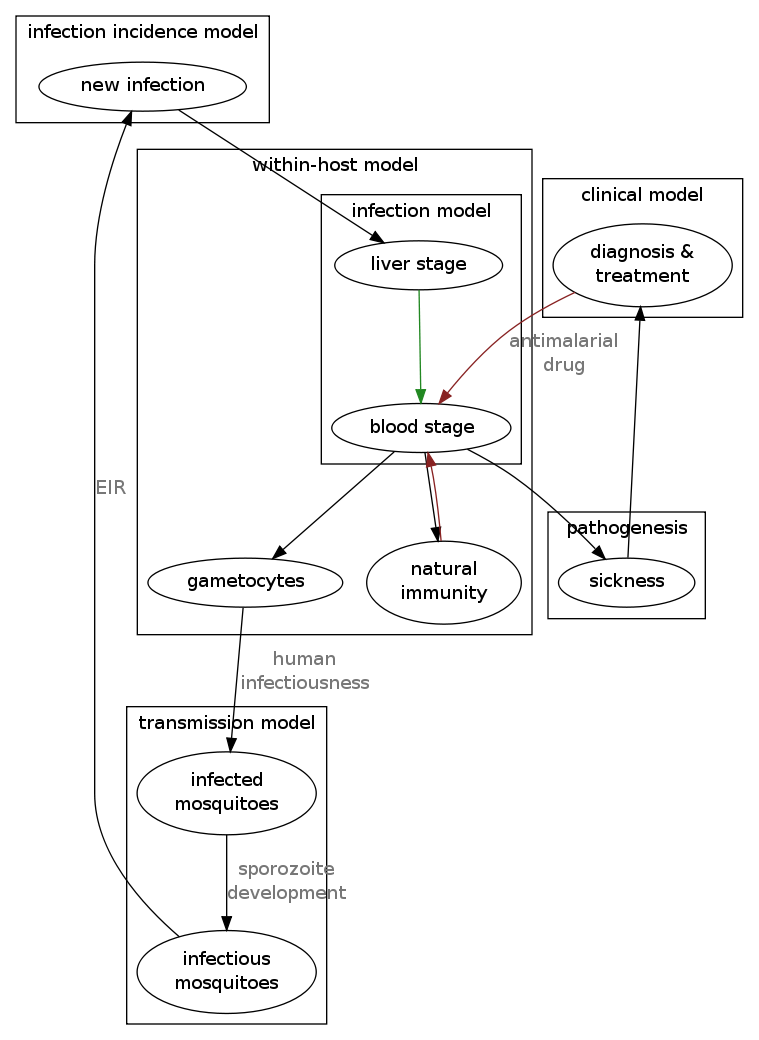 infection incidence model
new infection
within-host model
clinical model
infection model
diagnosis &
treatment
liver stage
antimalarial
drug
blood stage
EIR
pathogenesis
natural
immunity
gametocytes
sickness
human
infectiousness
transmission model
infected
mosquitoes
sporozoite
development
infectious
mosquitoes